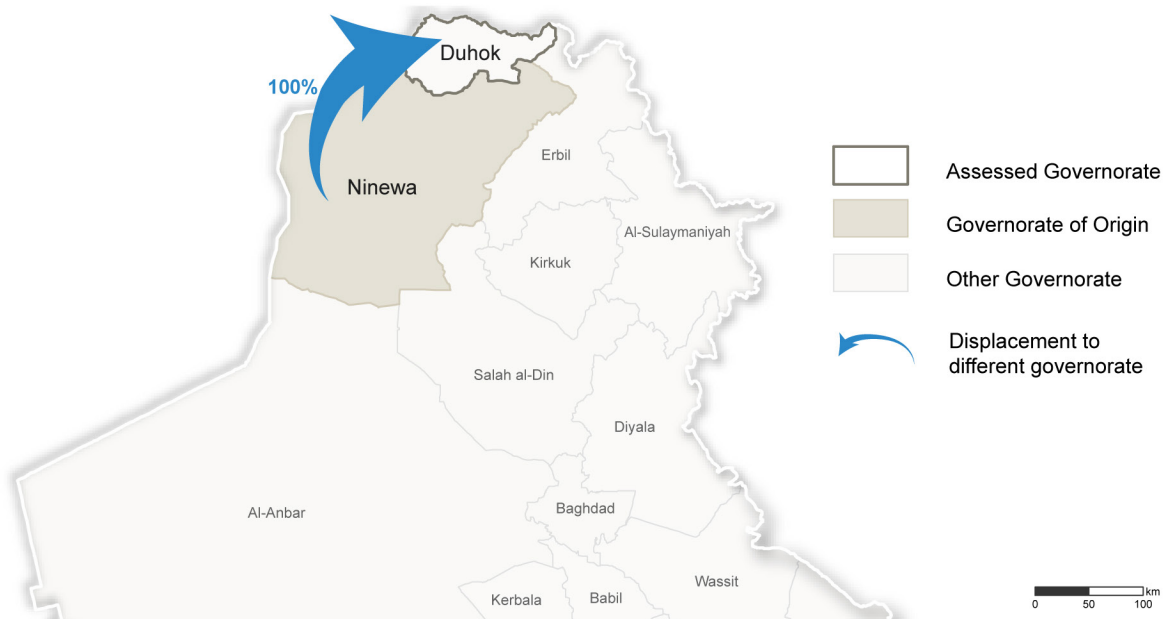 Duhok
100%
Ninewa
Erbil
Al-Sulaymaniyah
Kirkuk
Salah al-Din
Diyala
Al-Anbar
Baghdad
Wassit
Kerbala
Babil
Assessed Governorate
Governorate of Origin
Other Governorate
Displacement to
different governorate
km
0 50 100